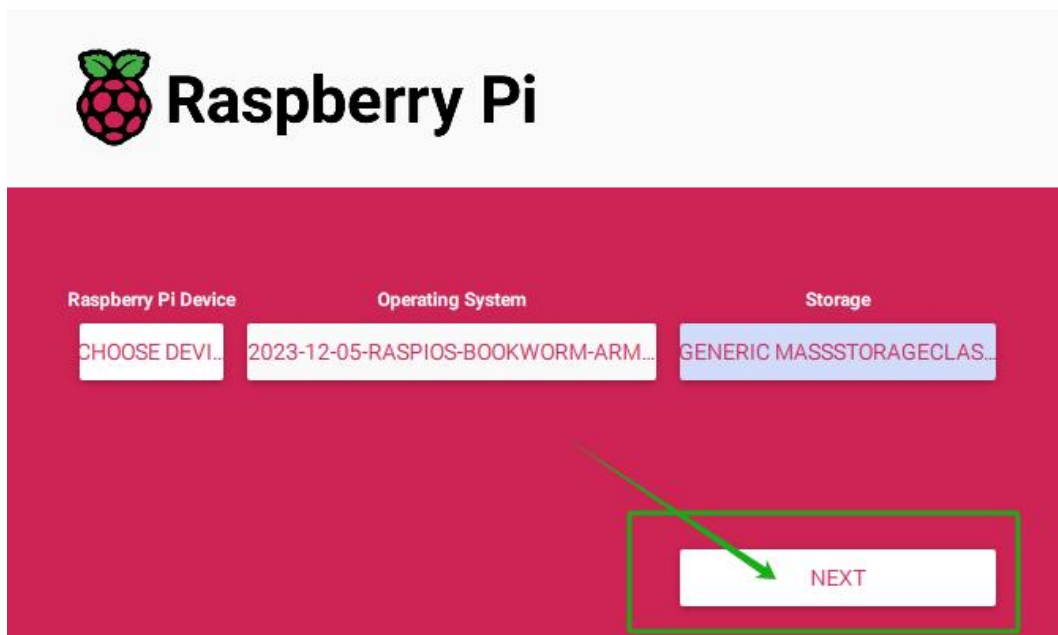 Raspberry Pi
Raspberry Pi Device
Operating System
Storage
CHOOSE DEVI...
2023-12-05-RASPIOS-BOOKWORM-ARM...
GENERIC MASSSTORAGECLAS...
NEXT